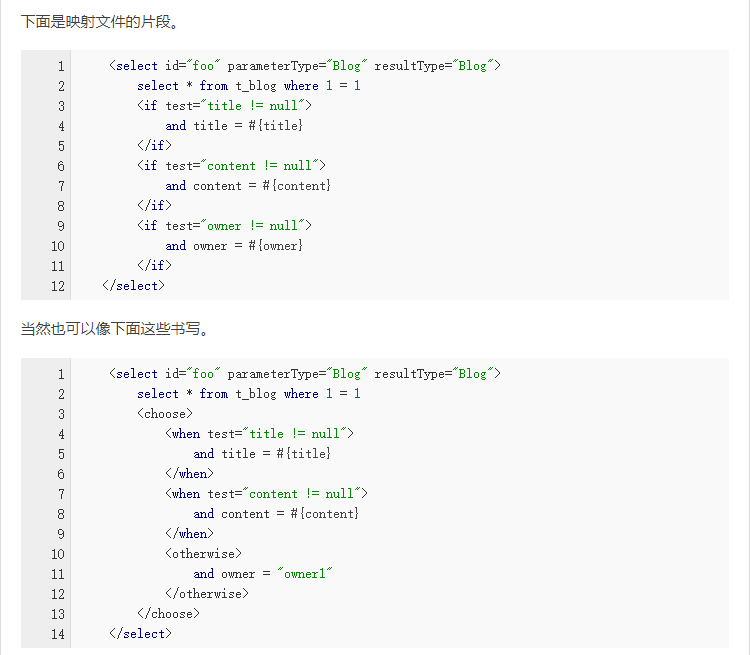 下面是映射文件的片段。
1 <select id="foo" parameterType="Blog" resultType="Blog">
2 select * from t_blog where 1 = 1
3 <if test="title != null">
4 and title = #{title}
5 </if>
6 <if test="content != null">
7 and content = #{content}
8 </if>
9 <if test="owner != null">
10 and owner = #{owner}
11 </if>
12 </select>
当然也可以像下面这些书写。
1 <select id="foo" parameterType="Blog" resultType="Blog">
2 select * from t_blog where 1 = 1
3 <choose>
4 <when test="title != null">
5 and title = #{title}
6 </when>
7 <when test="content != null">
8 and content = #{content}
9 </when>
10 <otherwise>
11 and owner = "owner1"
12 </otherwise>
13 </choose>
14 </select>